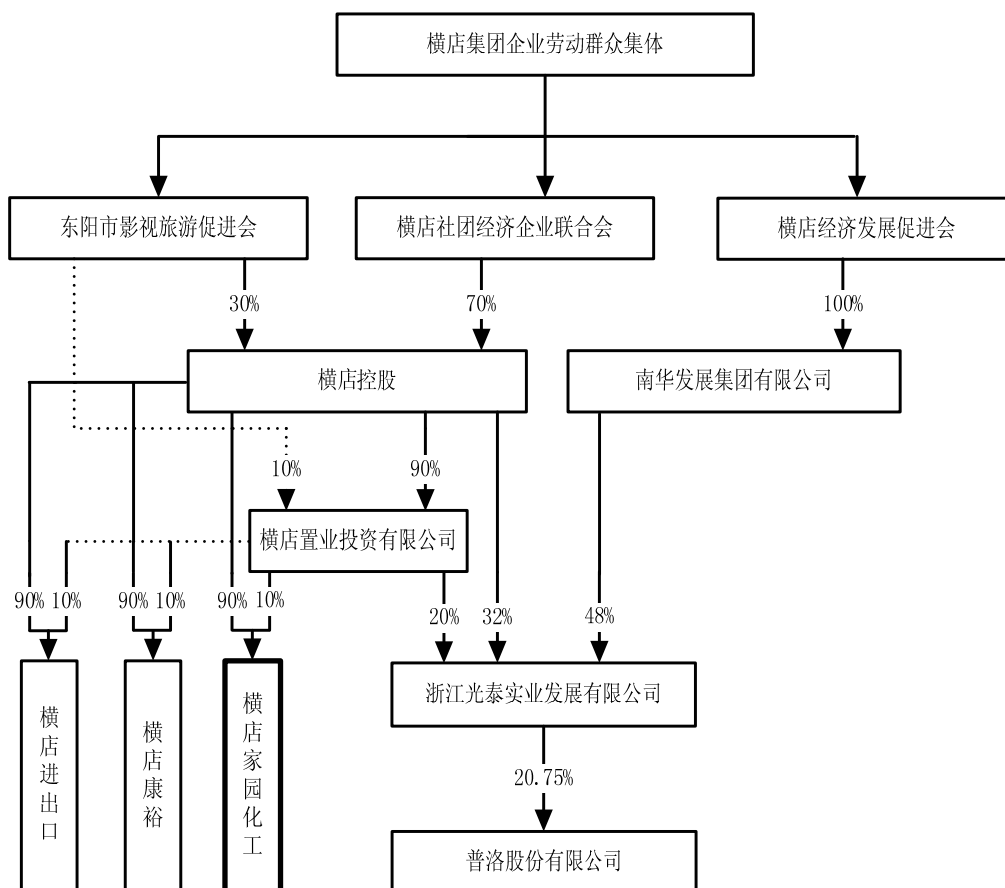 横店集团企业劳动群众集体
东阳市影视旅游促进会
横店社团经济企业联合会
横店经济发展促进会
30%
70%
100%
横店控股
南华发展集团有限公司
10%
90%
横店置业投资有限公司
90%
10%
90%
10%
90%
10%
20%
32%
48%
横店进出口
横店康裕
横店家园化工
浙江光泰实业发展有限公司
20.75%
普洛股份有限公司